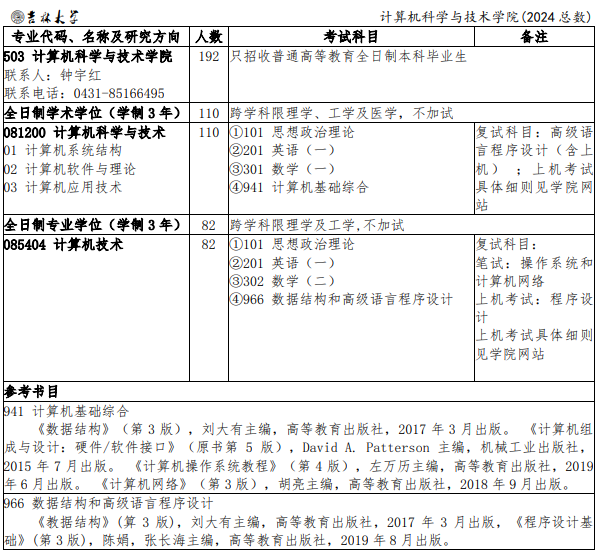 吉林大学 计算机科学与技术学院(2024 总数)
专业代码、名称及研究方向 人数 考试科目 备注
503 计算机科学与技术学院 192 只招收普通高等教育全日制本科毕业生
联系人：钟宇红
联系电话：0431-85166495
全日制学术学位（学制3年） 110 跨学科限理学、工学及医学，不加试
081200 计算机科学与技术 110 ①101 思想政治理论 复试科目：高级语
01 计算机系统结构 ②201 英语（一） 言程序设计（含上
02 计算机软件与理论 ③301 数学（一） 机）；上机考试
03 计算机应用技术 ④941 计算机基础综合 具体细则见学院网
站
全日制专业学位（学制3年） 82 跨学科限理学及工学,不加试
085404 计算机技术 82 ①101 思想政治理论 复试科目：
②201 英语（一） 笔试：操作系统和
③302 数学（二） 计算机网络
④966 数据结构和高级语言程序设计 上机考试：程序设
计
上机考试具体细则
见学院网站
参考书目
941 计算机基础综合
《数据结构》（第3版），刘大有主编，高等教育出版社，2017 年 3 月出版。 《计算机组
成与设计：硬件/软件接口》（原书第 5 版），David A. Patterson 主编，机械工业出版社，
2015 年 7 月出版。 《计算机操作系统教程》（第 4 版），左万历主编，高等教育出版社，2019
年 6 月出版。 《计算机网络》（第3版），胡亮主编，高等教育出版社，2018 年 9 月出版。
966 数据结构和高级语言程序设计
《教据结构》(算 3 版)，刘大有主编，高等教育出版社，2017 年 3 月出版， 《程序设计基
础》(第 3 版)，陈娟，张长海主编，高等教育出版社，2019 年 8 月出版。